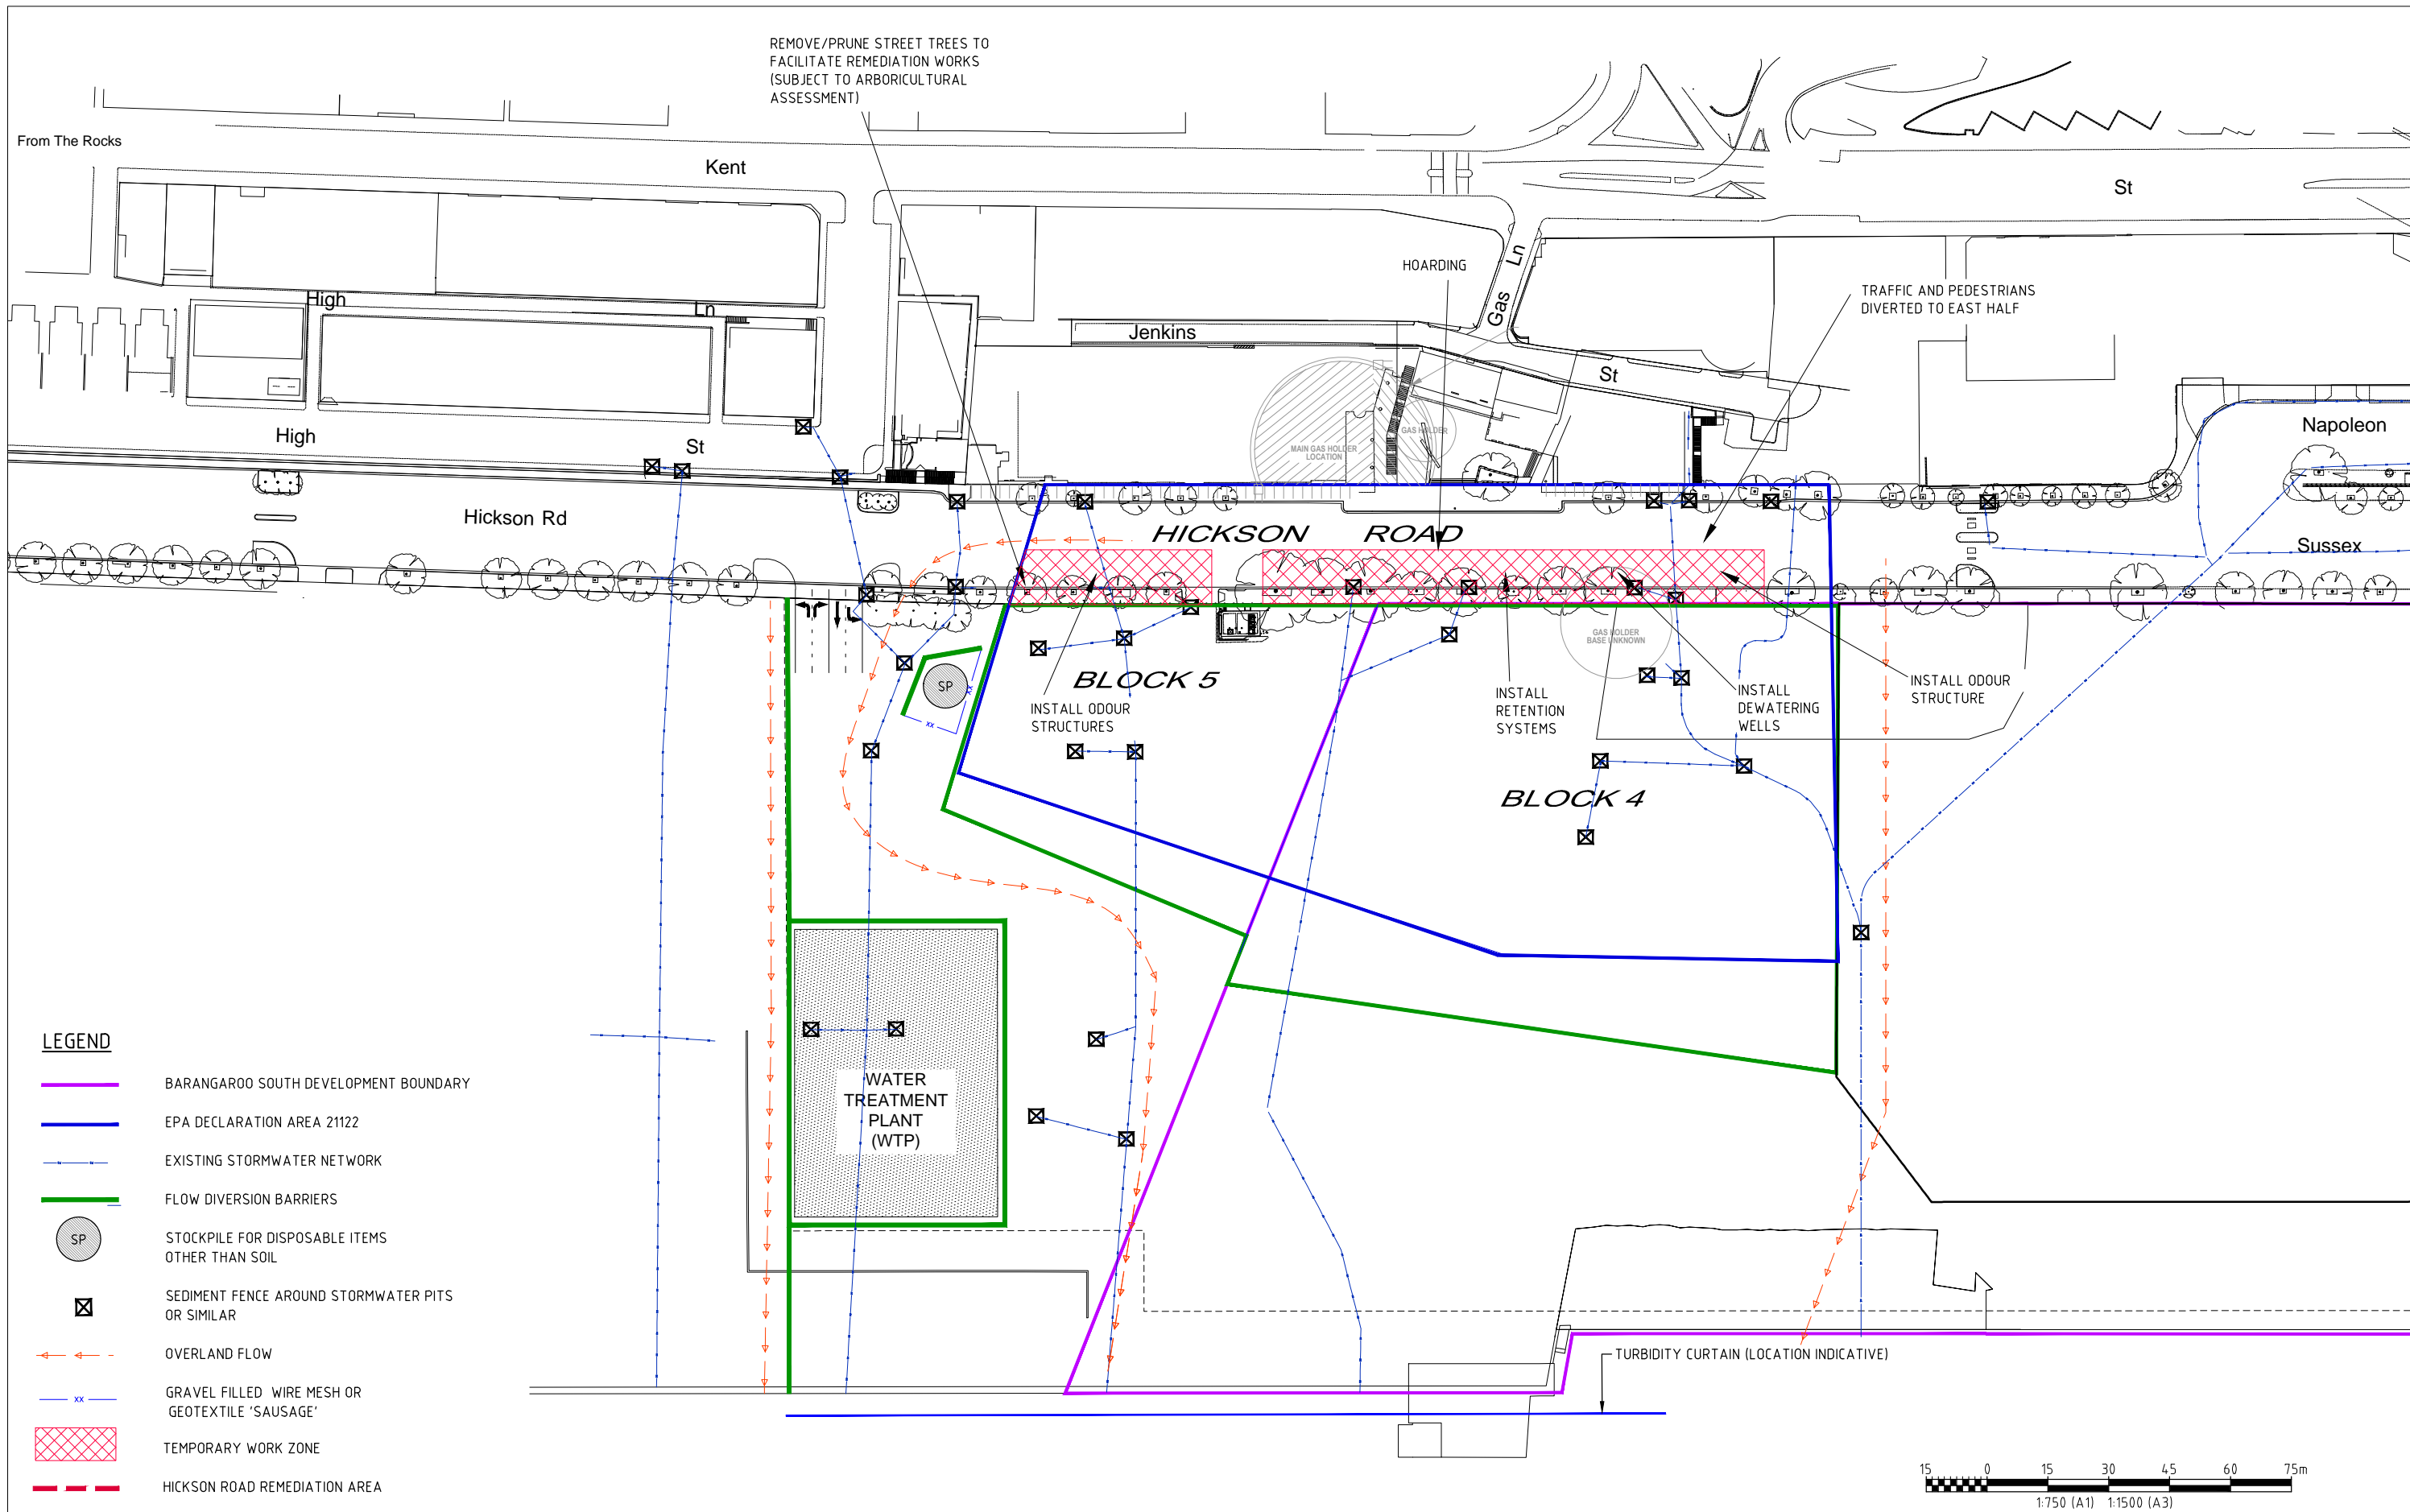 REMOVE/PRUNE STREET TREES TO
FACILITATE REMEDIATION WORKS
(SUBJECT TO ARBORICULTURAL
ASSESSMENT)
From The Rocks
Kent
St
HOARDING
Gas Ln
TRAFFIC AND PEDESTRIANS
DIVERTED TO EAST HALF
High
Ln
Jenkins
St
High
St
MAIN GAS HOLDER
LOCATION
GAS HOLDER
Napoleon
Hickson Rd
HICKSON ROAD
Sussex
GAS HOLDER
BASE UNKNOWN
SP
xx
xx
BLOCK 5
INSTALL ODOUR
STRUCTURES
INSTALL
RETENTION
SYSTEMS
INSTALL
DEWATERING
WELLS
INSTALL ODOUR
STRUCTURE
BLOCK 4
WATER
TREATMENT
PLANT
(WTP)
LEGEND
BARANGAROO SOUTH DEVELOPMENT BOUNDARY
EPA DECLARATION AREA 21122
EXISTING STORMWATER NETWORK
FLOW DIVERSION BARRIERS
SP
STOCKPILE FOR DISPOSABLE ITEMS
OTHER THAN SOIL
SEDIMENT FENCE AROUND STORMWATER PITS
OR SIMILAR
OVERLAND FLOW
xx
GRAVEL FILLED WIRE MESH OR
GEOTEXTILE 'SAUSAGE'
TEMPORARY WORK ZONE
HICKSON ROAD REMEDIATION AREA
TURBIDITY CURTAIN (LOCATION INDICATIVE)
15 0 15 30 45 60 75m
1:750 (A1) 1:1500 (A3)